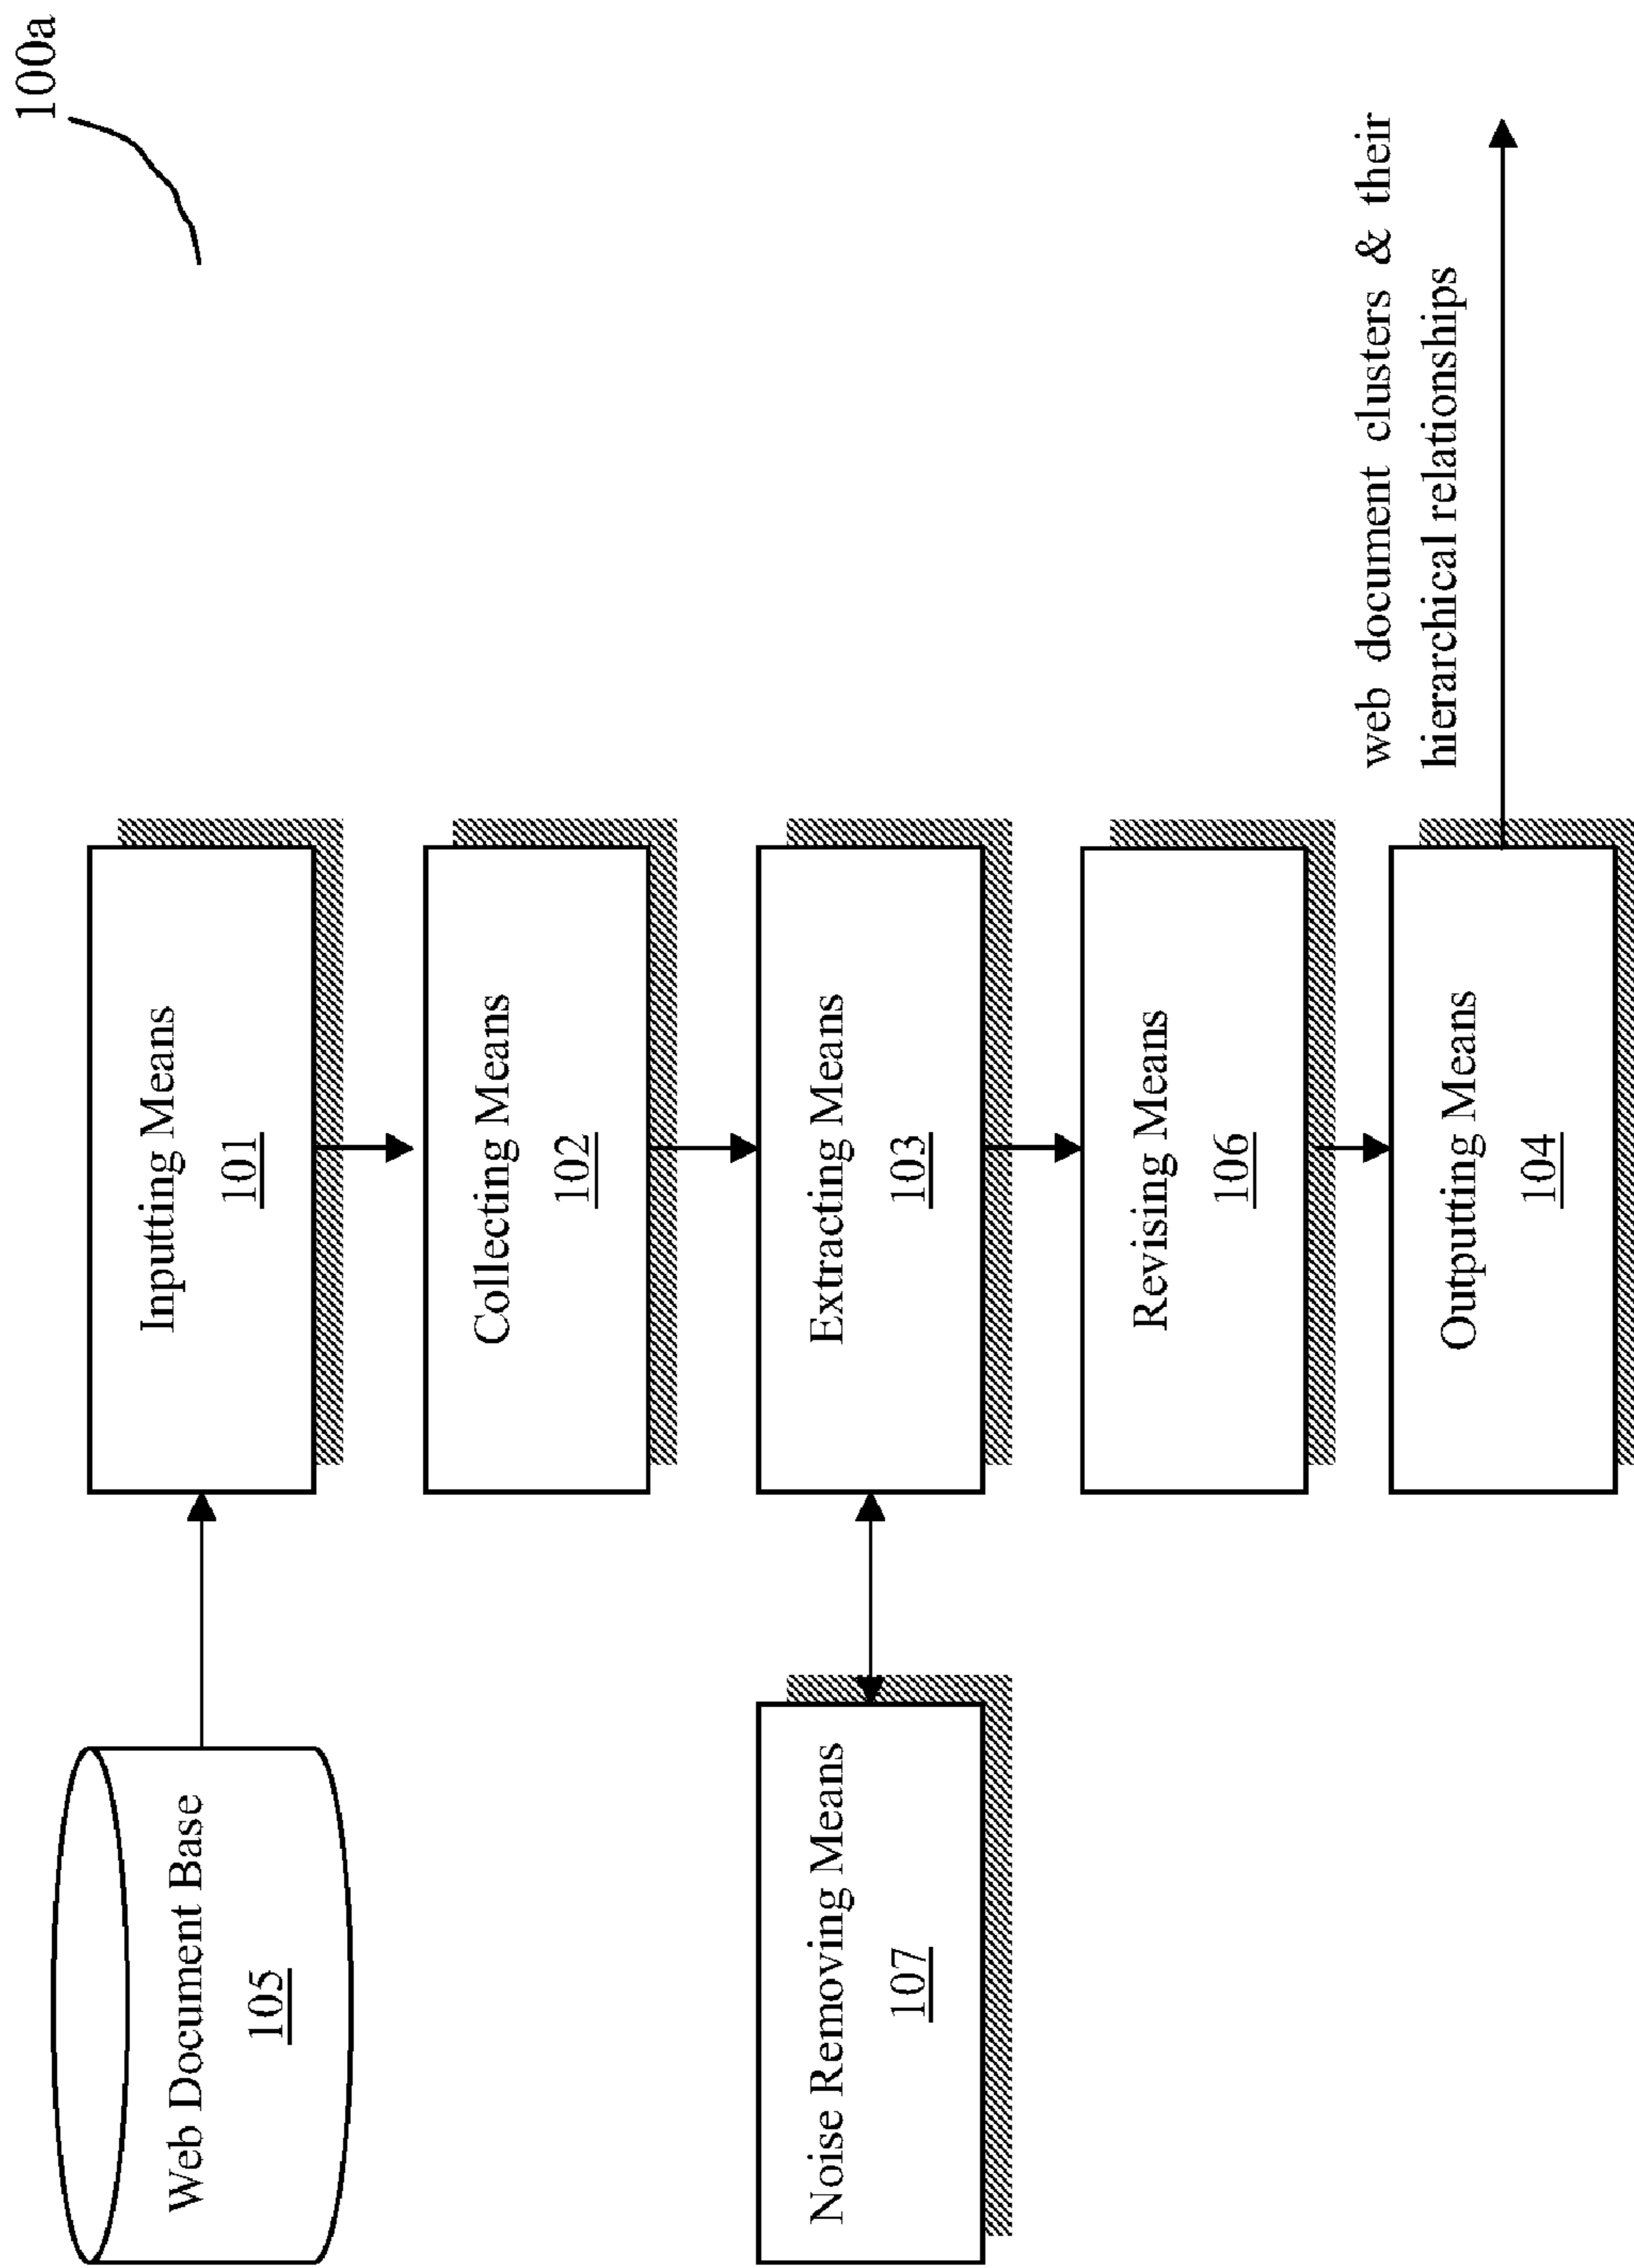 100a
Web Document Base
105
Inputting Means
101
Collecting Means
102
Noise Removing Means
107
Extracting Means
103
Revising Means
106
Outputting Means
104
web document clusters & their
hierarchical relationships